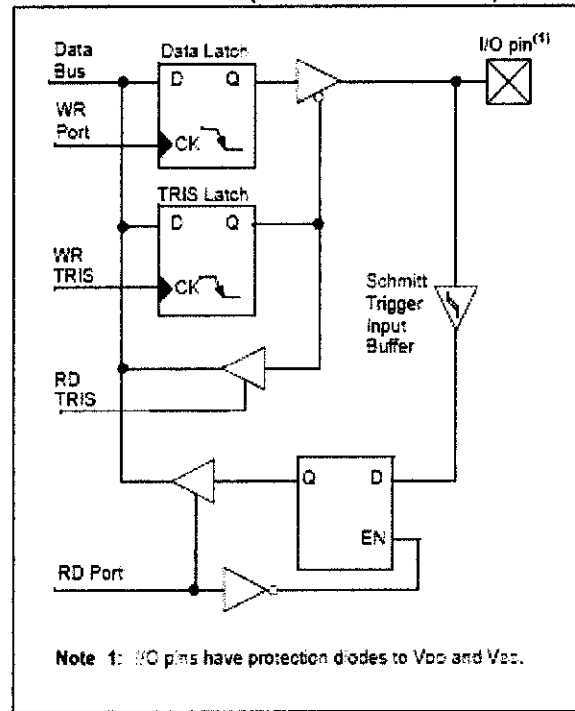 Data Latch
Data
Bus
D Q
I/O pin(1)
WR
Port
CK
TRIS Latch
D Q
WR
TRIS
CK
Schmitt
Trigger
Input
Buffer
RD
TRIS
Q D
EN
RD Port
Note 1: I/O pins have protection diodes to VDD and VSS.